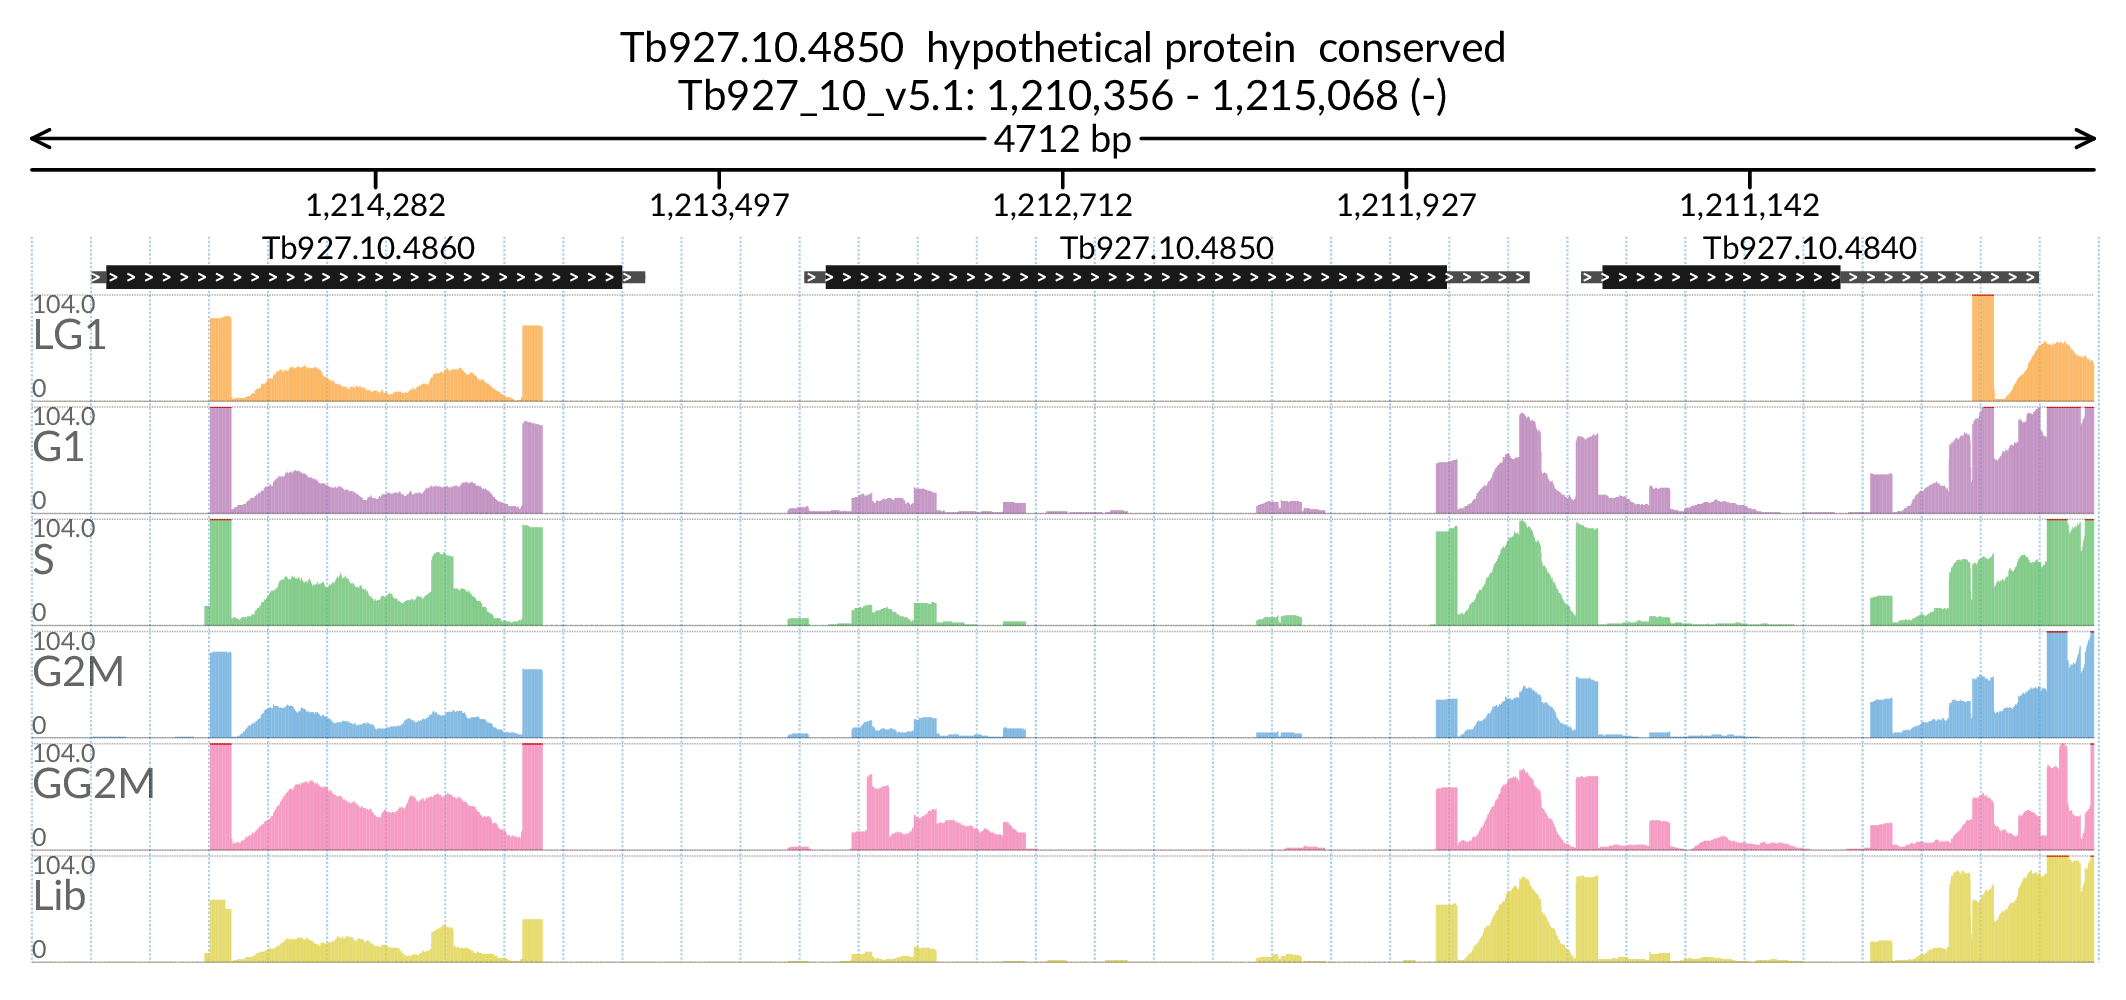 Tb927.10.4850 hypothetical protein conserved
Tb927_10_v5.1: 1,210,356 - 1,215,068 (-)
4712 bp
1,214,282 1,213,497 1,212,712 1,211,927 1,211,142
Tb927.10.4860 Tb927.10.4850 Tb927.10.4840
104.0
LG1
0
104.0
G1
0
104.0
S
0
104.0
G2M
0
104.0
GG2M
0
104.0
Lib
0